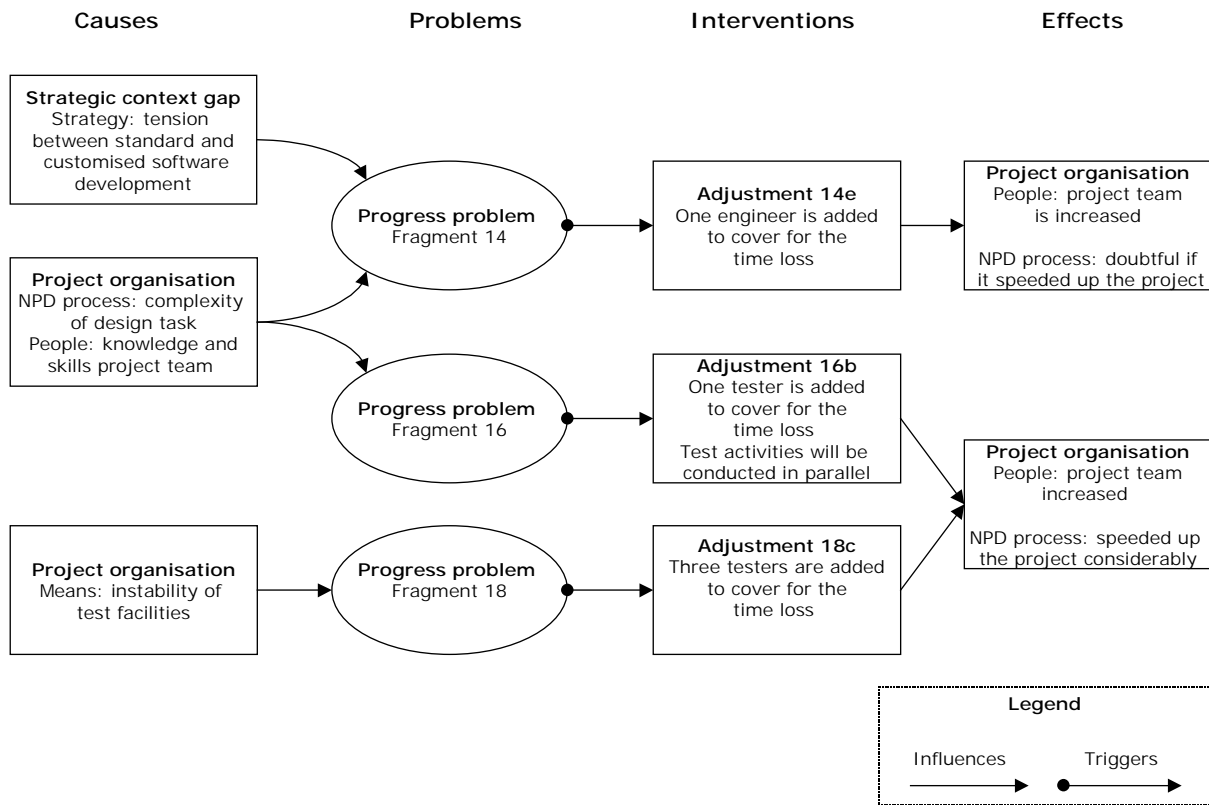 Causes
Problems
Interventions
Effects
Strategic context gap
Strategy: tension
between standard and
customised software
development
Project organisation
NPD process: complexity
of design task
People: knowledge and
skills project team
Project organisation
Means: instability of
test facilities
Progress problem
Fragment 14
Progress problem
Fragment 16
Progress problem
Fragment 18
Adjustment 14e
One engineer is added
to cover for the
time loss
Adjustment 16b
One tester is added
to cover for the
time loss
Test activities will be
conducted in parallel
Adjustment 18c
Three testers are added
to cover for the
time loss
Project organisation
People: project team
is increased
NPD process: doubtful if
it speeded up the project
Project organisation
People: project team
increased
NPD process: speeded up
the project considerably
Legend
Influences
Triggers